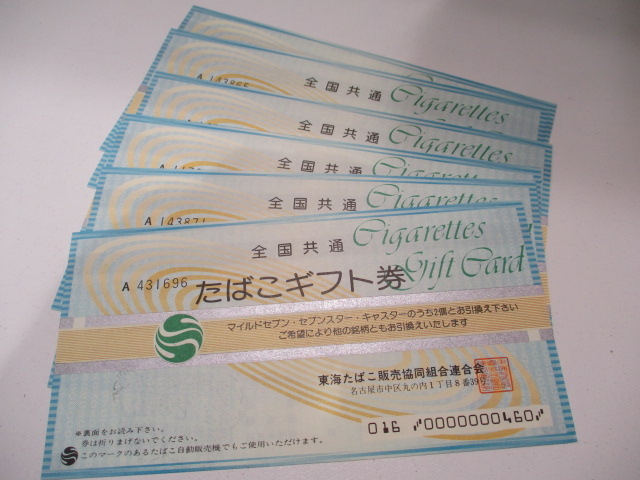 A 143865
全国共通 Cigarettes
全国共通 Cigarettes
全国共通
全国共通 Cigarettes
A 143871
全国共通 Cigarettes
Gift Card
A 431696 たばこギフト券
マイルドセブン・セブンスター・キャスターのうち2個とお引換え下さい
ご希望により他の銘柄ともお引換えいたします
東海たばこ販売協同組合連合会
名古屋市中区丸の内1丁目8番39号
016 0000000460
※裏面をお読み下さい。
券は折りまげないでください。
このマークのあるたばこ自動販売機でもご使用いただけます。